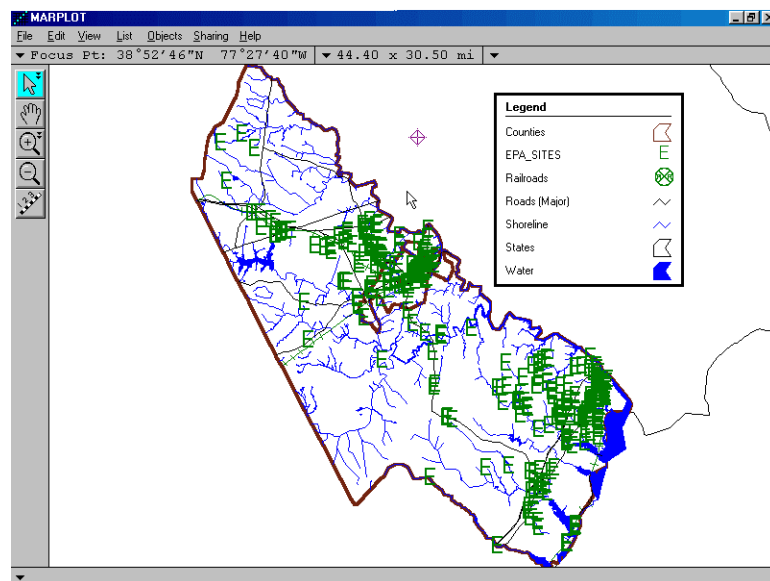 MARPLOT
File Edit View List Objects Sharing Help
Focus Pt: 38°52'46"N 77°27'40"W 44.40 x 30.50 mi
Legend
Counties
EPA_SITES E
Railroads
Roads (Major)
Shoreline
States
Water